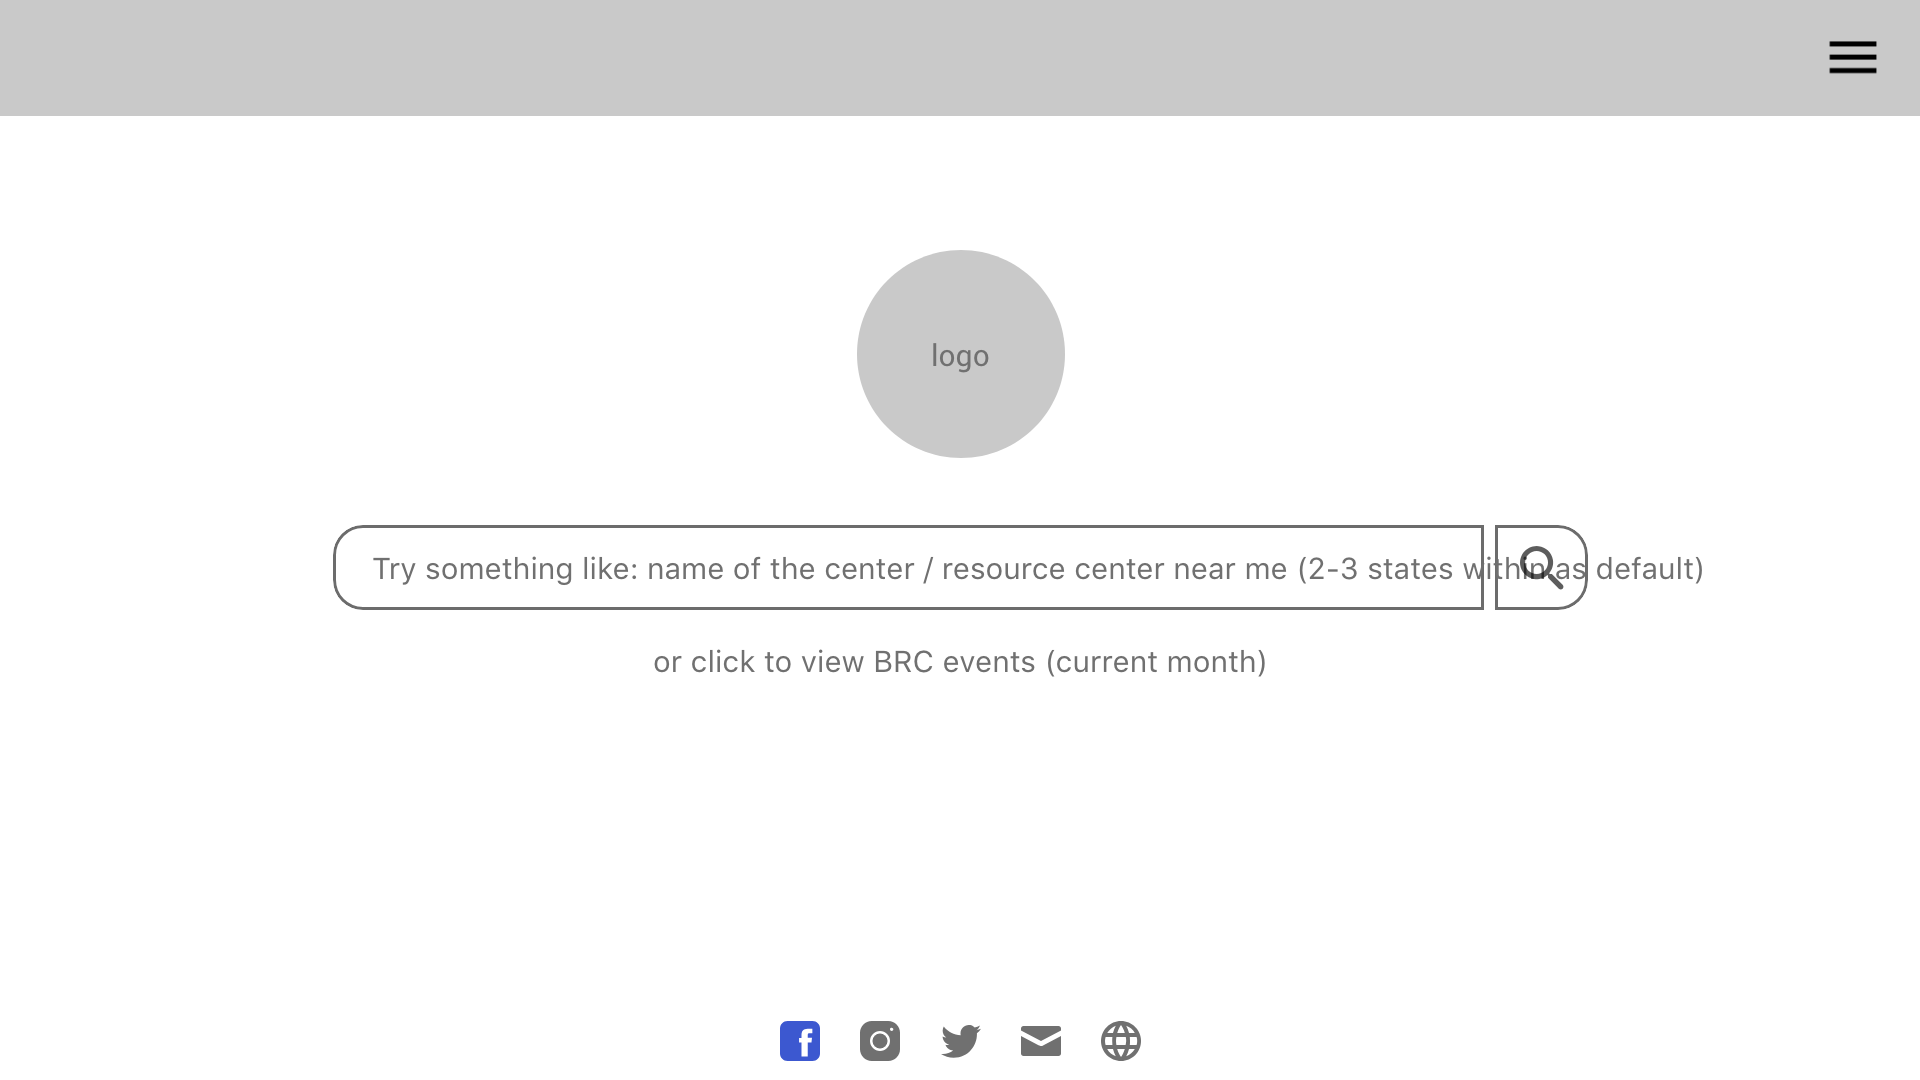 logo
Try something like: name of the center / resource center near me (2-3 states within as default)
or click to view BRC events (current month)